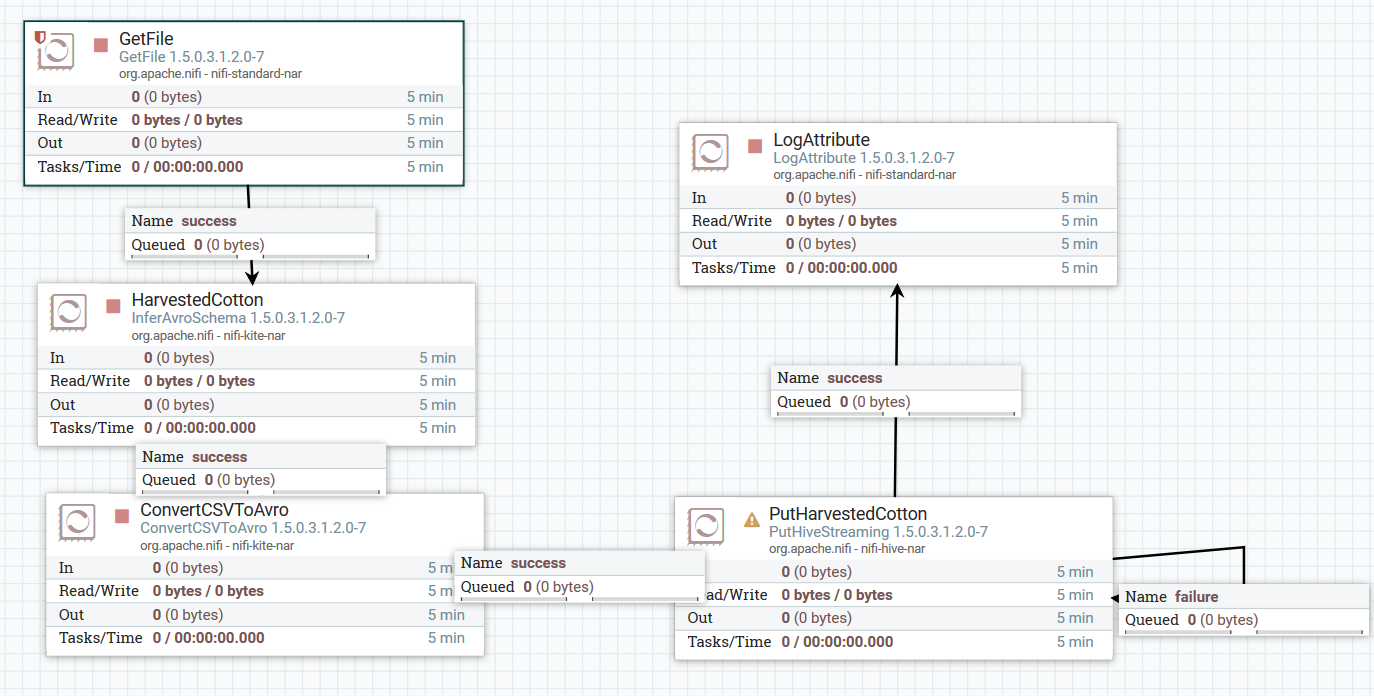 GetFile
GetFile 1.5.0.3.1.2.0-7
org.apache.nifi - nifi-standard-nar
In 0 (0 bytes) 5 min
Read/Write 0 bytes / 0 bytes 5 min
Out 0 (0 bytes) 5 min
Tasks/Time 0 / 00:00:00.000 5 min
Name success
Queued 0 (0 bytes)
HarvestedCotton
InferAvroSchema 1.5.0.3.1.2.0-7
org.apache.nifi - nifi-kite-nar
In 0 (0 bytes) 5 min
Read/Write 0 bytes / 0 bytes 5 min
Out 0 (0 bytes) 5 min
Tasks/Time 0 / 00:00:00.000 5 min
Name success
Queued 0 (0 bytes)
ConvertCSVToAvro
ConvertCSVToAvro 1.5.0.3.1.2.0-7
org.apache.nifi - nifi-kite-nar
In 0 (0 bytes) 5 m
Read/Write 0 bytes / 0 bytes 5 m
Out 0 (0 bytes) 5 min
Tasks/Time 0 / 00:00:00.000 5 min
Name success
Queued 0 (0 bytes)
LogAttribute
LogAttribute 1.5.0.3.1.2.0-7
org.apache.nifi - nifi-standard-nar
In 0 (0 bytes) 5 min
Read/Write 0 bytes / 0 bytes 5 min
Out 0 (0 bytes) 5 min
Tasks/Time 0 / 00:00:00.000 5 min
Name success
Queued 0 (0 bytes)
PutHarvestedCotton
PutHiveStreaming 1.5.0.3.1.2.0-7
org.apache.nifi - nifi-hive-nar
0 (0 bytes) 5 min
ad/Write 0 bytes / 0 bytes 5 min
Out 0 (0 bytes) 5 min
Tasks/Time 0 / 00:00:00.000 5 min
Name failure
Queued 0 (0 bytes)